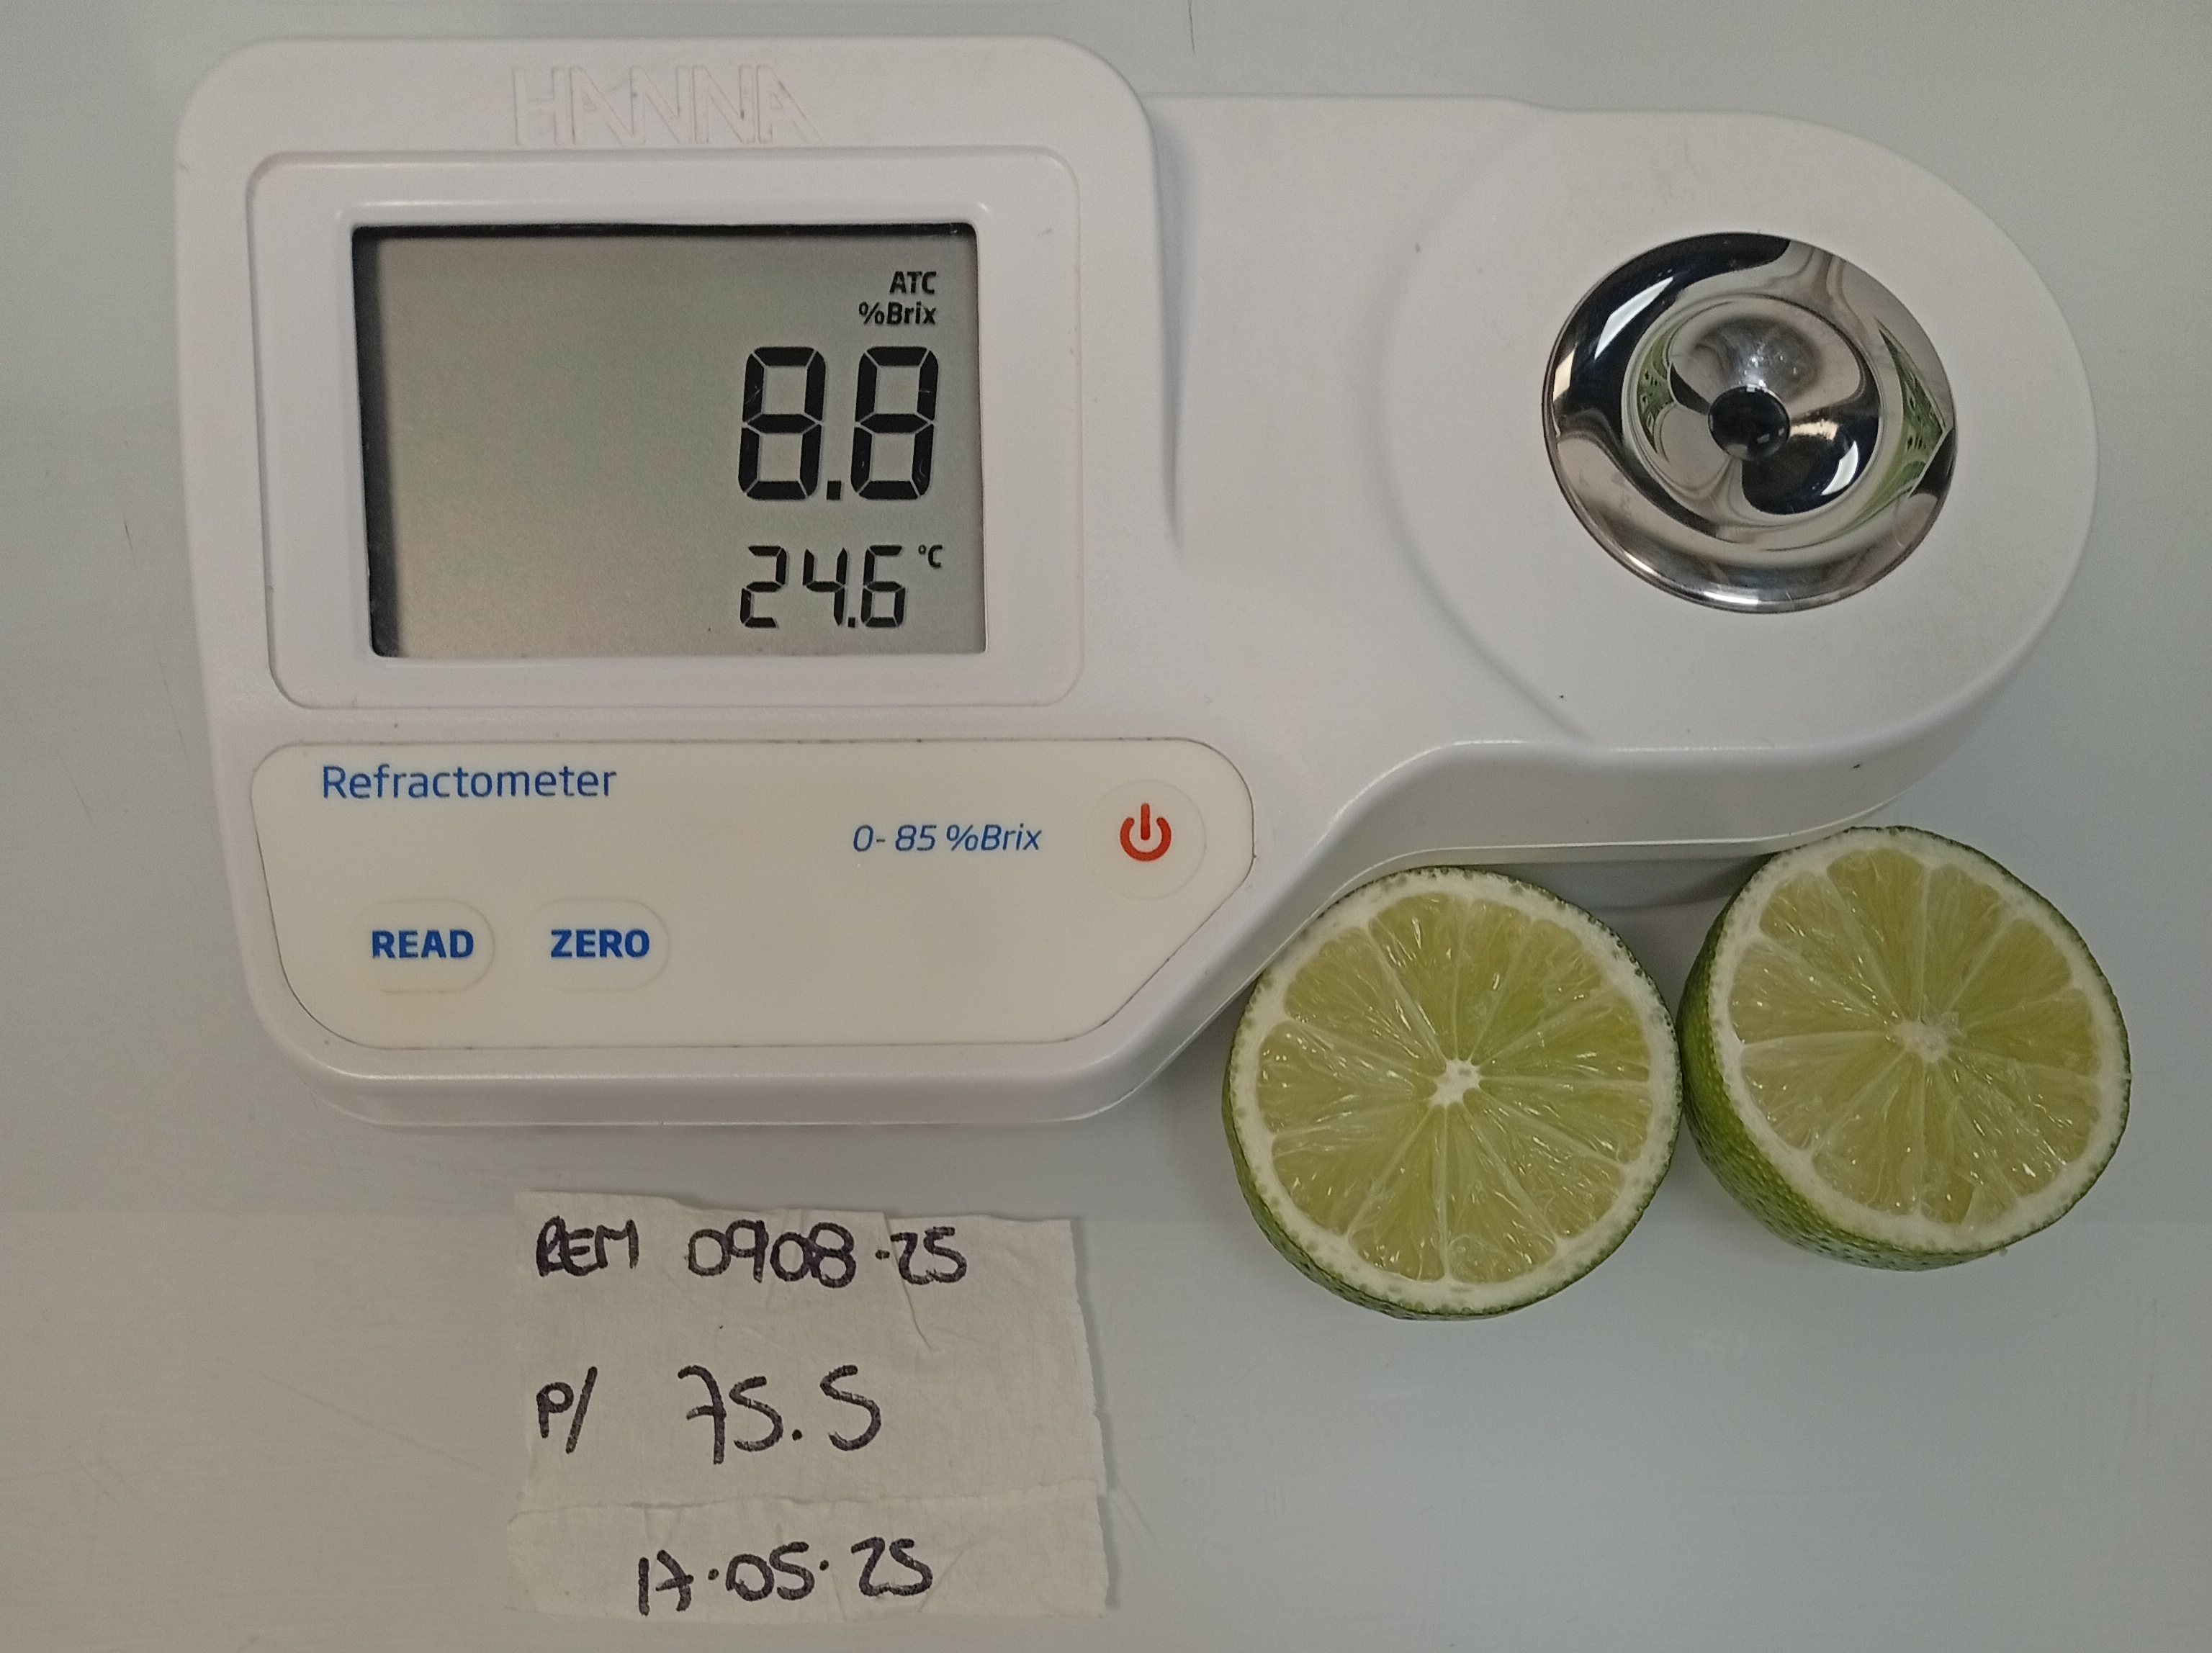 HANNA
ATC
%Brix
8.8
24.6 °C
Refractometer
0-85 %Brix
READ ZERO
REM 0908-25
P/ 75.5
17.05.25